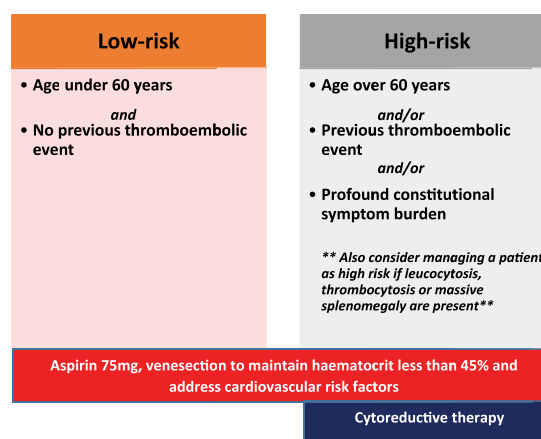 Low-risk
• Age under 60 years
and
• No previous thromboembolic
event
High-risk
• Age over 60 years
and/or
• Previous thromboembolic
event
and/or
• Profound constitutional
symptom burden
** Also consider managing a patient
as high risk if leucocytosis,
thrombocytosis or massive
splenomegaly are present**
Aspirin 75mg, venesection to maintain haematocrit less than 45% and
address cardiovascular risk factors
Cytoreductive therapy